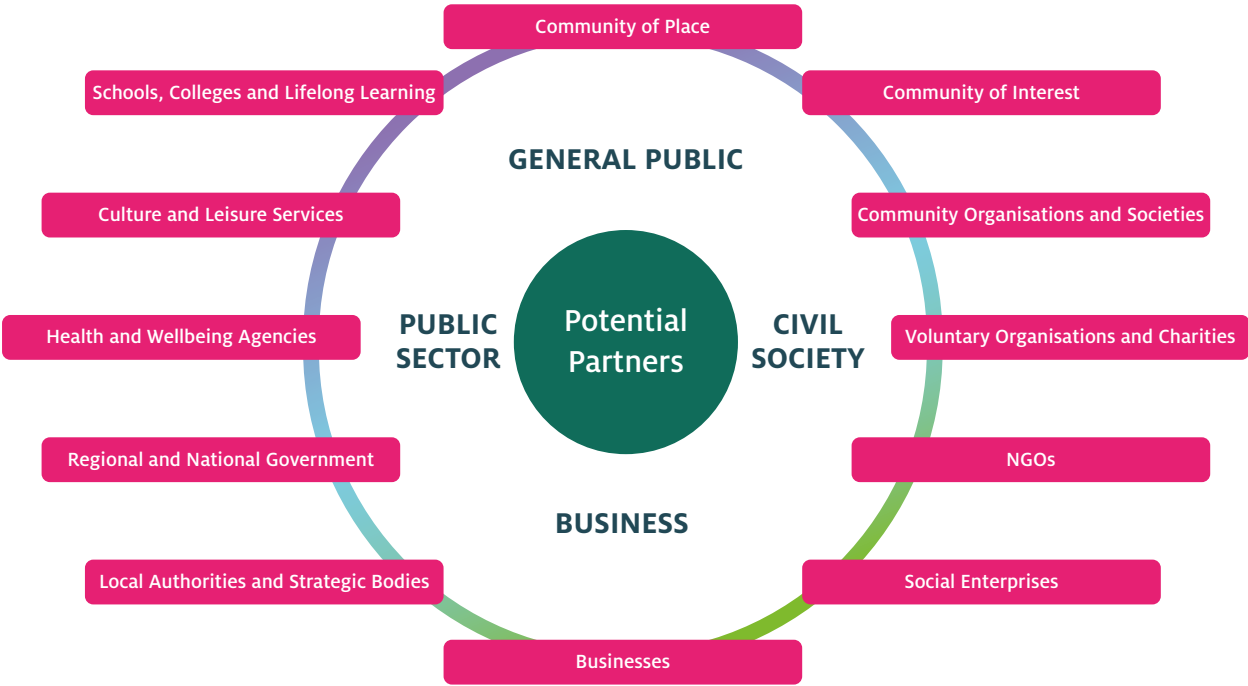 Community of Place
Schools, Colleges and Lifelong Learning
Community of Interest
GENERAL PUBLIC
Culture and Leisure Services
Community Organisations and Societies
Health and Wellbeing Agencies
PUBLIC
SECTOR
Potential
Partners
CIVIL
SOCIETY
Voluntary Organisations and Charities
Regional and National Government
NGOs
BUSINESS
Local Authorities and Strategic Bodies
Social Enterprises
Businesses